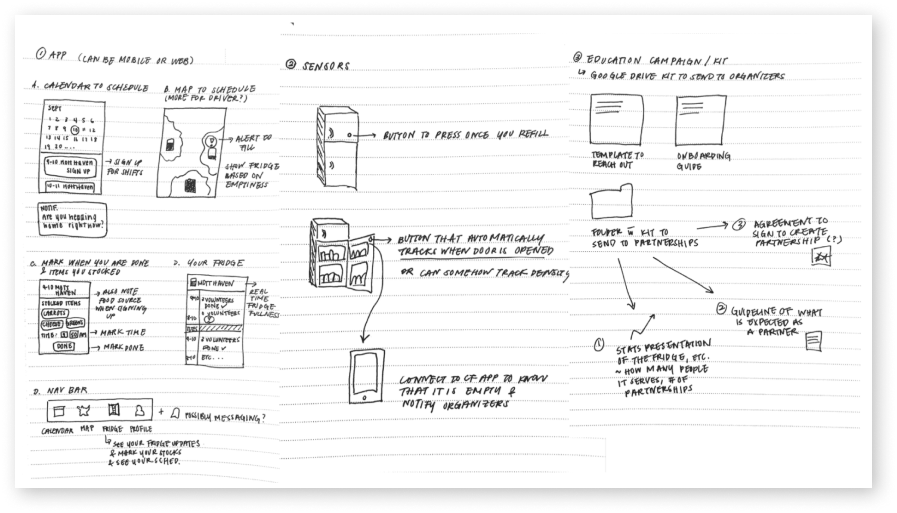 ① APP (CAN BE MOBILE OR WEB)
A. CALENDAR TO SCHEDULE
SEPT
1 2 3 4 5 6
7 8 9 10 11 12
13 14 15 16 17 18
19 20 ...
9-10 MOTT HAVEN
SIGN UP
10-11 MOTT HAVEN
→ SIGN UP
FOR SHIFTS
NOTIF.
Are you heading
home right now?
B. MAP TO SCHEDULE
(MORE FOR DRIVER?)
→ ALERT TO
FILL
SHOW FRIDGE
BASED ON
EMPTINESS
C. MARK WHEN YOU ARE DONE
& ITEMS YOU STOCKED
9-10 MOTT
HAVEN
STOCKED ITEMS
CARROTS
CHEESE
TIME:
DONE
→ ALSO NOTE
FOOD SOURCE
WHEN SIGNING
UP
→ MARK TIME
→ MARK DONE
2. YOUR FRIDGE
MOTT HAVEN
2 VOLUNTEERS
DONE ✓
2 VOLUNTEERS
2 VOLUNTEERS
DONE ✓
ETC...
→ REAL
TIME
FRIDGE
FULLNESS
D. NAV BAR
+ POSSIBLY MESSAGING?
CALENDAR MAP FRIDGE PROFILE
↳ SEE YOUR FRIDGE UPDATES
& MARK YOUR STOCKS
& SEE YOUR SCHED.
② SENSORS
→ BUTTON TO PRESS ONCE YOU REFILL
→ BUTTON THAT AUTOMATICALLY
TRACKS WHEN DOOR IS OPENED
OR CAN SOMEHOW TRACK DENSITY
CONNECT TO CF APP TO KNOW
THAT IT IS EMPTY &
NOTIFY ORGANIZERS
③ EDUCATION CAMPAIGN / KIT
↳ GOOGLE DRIVE KIT TO SEND TO ORGANIZERS
TEMPLATE TO
REACH OUT
ONBOARDING
GUIDE
FOLDER w KIT TO
SEND TO PARTNERSHIPS
→ ③ AGREEMENT TO
SIGN TO CREATE
PARTNERSHIP (?)
② GUIDELINE OF WHAT
IS EXPECTED AS
A PARTNER
① STATS PRESENTATION
OF THE FRIDGE, ETC.
~ HOW MANY PEOPLE
IT SERVES, # OF
PARTNERSHIPS